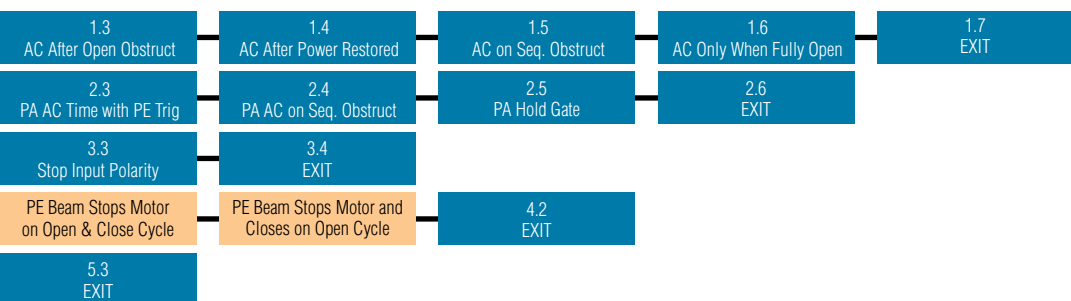 1.3
AC After Open Obstruct
1.4
AC After Power Restored
1.5
AC on Seq. Obstruct
1.6
AC Only When Fully Open
1.7
EXIT
2.3
PA AC Time with PE Trig
2.4
PA AC on Seq. Obstruct
2.5
PA Hold Gate
2.6
EXIT
3.3
Stop Input Polarity
3.4
EXIT
PE Beam Stops Motor
on Open & Close Cycle
PE Beam Stops Motor and
Closes on Open Cycle
4.2
EXIT
5.3
EXIT